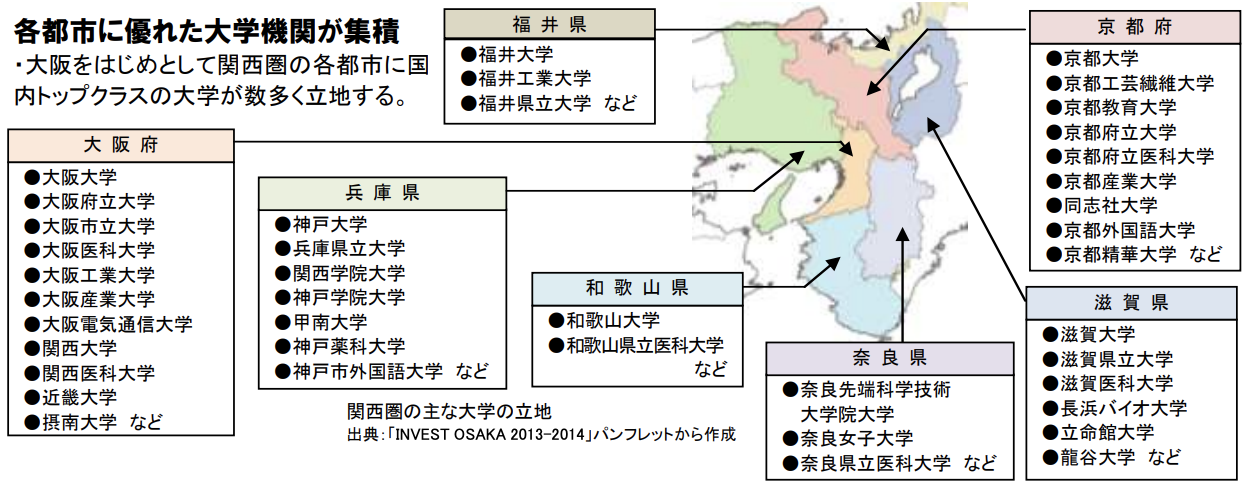 各都市に優れた大学機関が集積
・大阪をはじめとして関西圏の各都市に国
内トップクラスの大学が数多く立地する。
大阪府
●大阪大学
●大阪府立大学
●大阪市立大学
●大阪医科大学
●大阪工業大学
●大阪産業大学
●大阪電気通信大学
●関西大学
●関西医科大学
●近畿大学
●摂南大学 など
兵庫県
●神戸大学
●兵庫県立大学
●関西学院大学
●神戸学院大学
●甲南大学
●神戸薬科大学
●神戸市外国語大学 など
福井県
●福井大学
●福井工業大学
●福井県立大学 など
和歌山県
●和歌山大学
●和歌山県立医科大学
など
奈良県
●奈良先端科学技術
大学院大学
●奈良女子大学
●奈良県立医科大学 など
京都府
●京都大学
●京都工芸繊維大学
●京都教育大学
●京都府立大学
●京都府立医科大学
●京都産業大学
●同志社大学
●京都外国語大学
●京都精華大学 など
滋賀県
●滋賀大学
●滋賀県立大学
●滋賀医科大学
●長浜バイオ大学
●立命館大学
●龍谷大学 など
関西圏の主な大学の立地
出典:「INVEST OSAKA 2013-2014」パンフレットから作成